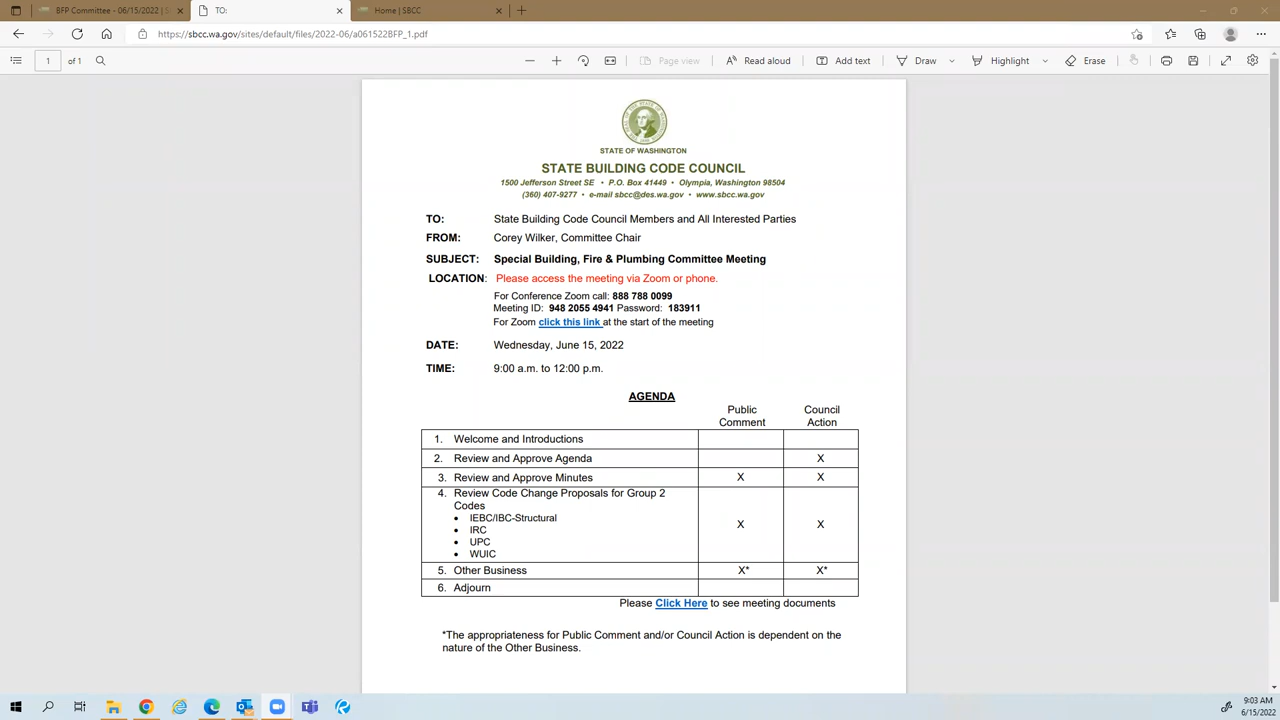 BFP Committee - 06/15/2022 | SBCC
TO:
Home | SBCC
https://sbcc.wa.gov/sites/default/files/2022-06/a061522BFP_1.pdf
1 of 1
Page view
Read aloud
Add text
Draw
Highlight
Erase
STATE OF WASHINGTON
STATE BUILDING CODE COUNCIL
1500 Jefferson Street SE • P.O. Box 41449 • Olympia, Washington 98504
(360) 407-9277 • e-mail sbcc@des.wa.gov • www.sbcc.wa.gov
TO: State Building Code Council Members and All Interested Parties
FROM: Corey Wilker, Committee Chair
SUBJECT: Special Building, Fire & Plumbing Committee Meeting
LOCATION: Please access the meeting via Zoom or phone.
For Conference Zoom call: 888 788 0099
Meeting ID: 948 2055 4941 Password: 183911
For Zoom click this link at the start of the meeting
DATE: Wednesday, June 15, 2022
TIME: 9:00 a.m. to 12:00 p.m.
AGENDA
Public Comment
Council Action
1. Welcome and Introductions
2. Review and Approve Agenda X
3. Review and Approve Minutes X X
4. Review Code Change Proposals for Group 2
Codes
• IEBC/IBC-Structural
X X
• IRC
• UPC
• WUIC
5. Other Business X* X*
6. Adjourn
Please Click Here to see meeting documents
*The appropriateness for Public Comment and/or Council Action is dependent on the
nature of the Other Business.
9:03 AM
6/15/2022